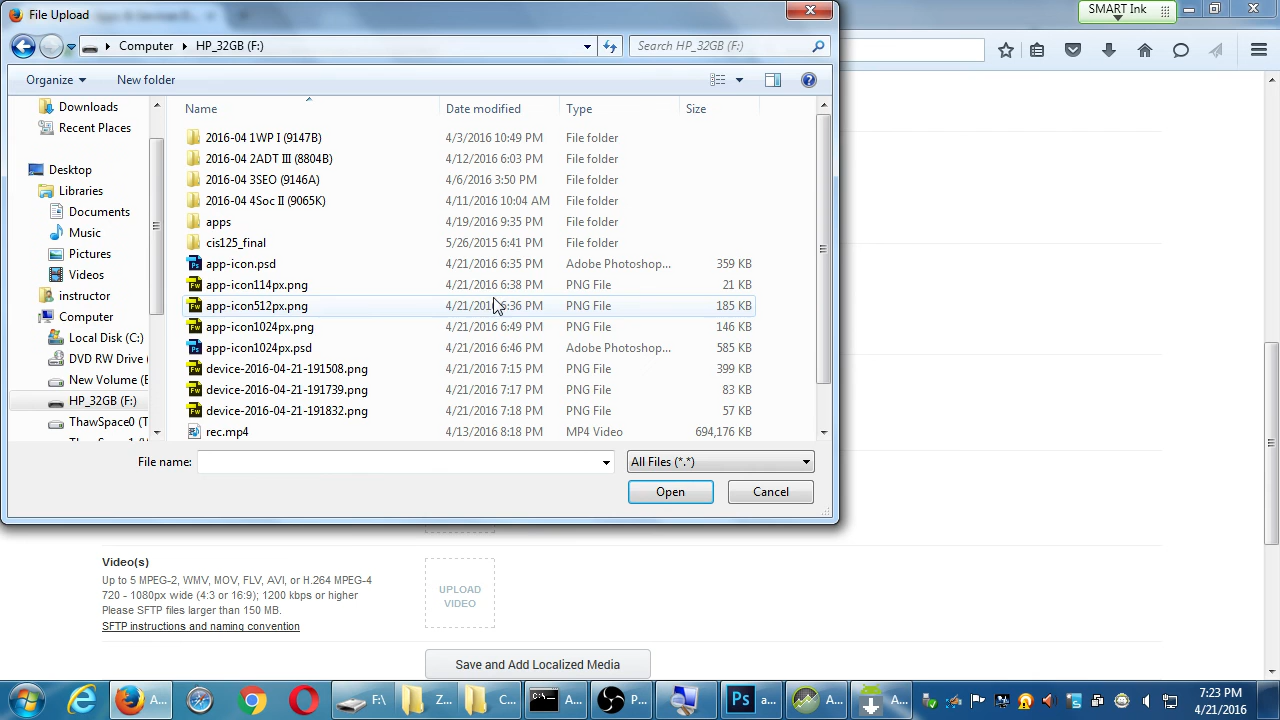 File Upload
SMART Ink
Computer HP_32GB (F:)
Search HP_32GB (F:)
Organize New folder
Name Date modified Type Size
Downloads
Recent Places
Desktop
Libraries
Documents
Music
Pictures
Videos
instructor
Computer
Local Disk (C:)
DVD RW Drive (
New Volume (E
HP_32GB (F:)
ThawSpace0 (T
2016-04 1WP I (9147B) 4/3/2016 10:49 PM File folder
2016-04 2ADT III (8804B) 4/12/2016 6:03 PM File folder
2016-04 3SEO (9146A) 4/6/2016 3:50 PM File folder
2016-04 4Soc II (9065K) 4/11/2016 10:04 AM File folder
apps 4/19/2016 9:35 PM File folder
cis125_final 5/26/2015 6:41 PM File folder
app-icon.psd 4/21/2016 6:35 PM Adobe Photoshop... 359 KB
app-icon114px.png 4/21/2016 6:38 PM PNG File 21 KB
app-icon512px.png 4/21/2016 6:36 PM PNG File 185 KB
app-icon1024px.png 4/21/2016 6:49 PM PNG File 146 KB
app-icon1024px.psd 4/21/2016 6:46 PM Adobe Photoshop... 585 KB
device-2016-04-21-191508.png 4/21/2016 7:15 PM PNG File 399 KB
device-2016-04-21-191739.png 4/21/2016 7:17 PM PNG File 83 KB
device-2016-04-21-191832.png 4/21/2016 7:18 PM PNG File 57 KB
rec.mp4 4/13/2016 8:18 PM MP4 Video 694,176 KB
File name: All Files (*.*)
Open Cancel
Video(s)
Up to 5 MPEG-2, WMV, MOV, FLV, AVI, or H.264 MPEG-4
720 - 1080px wide (4:3 or 16:9); 1200 kbps or higher
Please SFTP files larger than 150 MB.
SFTP instructions and naming convention
UPLOAD
VIDEO
Save and Add Localized Media
A... F:\ Z... C... A... P... a... A... A...
7:23 PM
4/21/2016